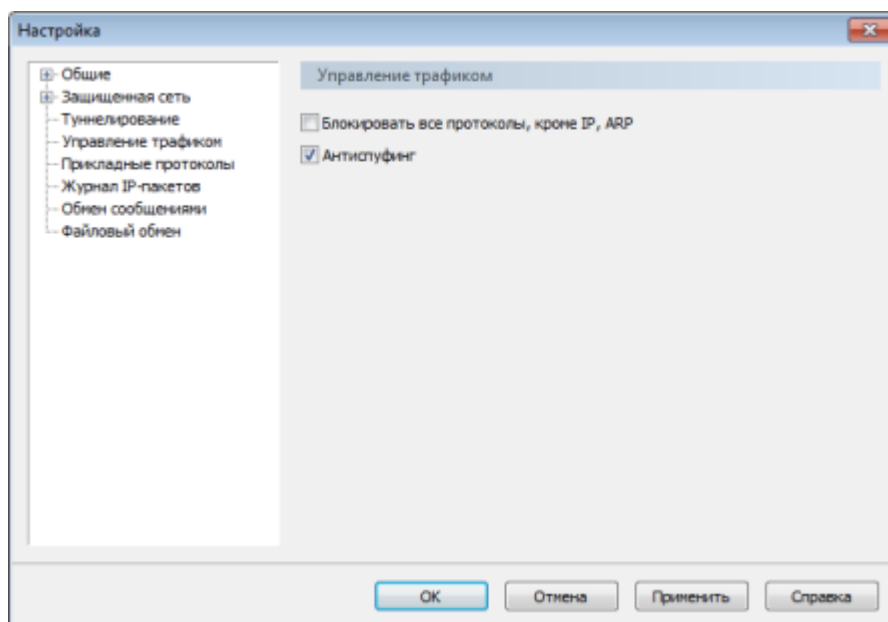 Настройка
Общие
Защищенная сеть
Туннелирование
Управление трафиком
Прикладные протоколы
Журнал IP-пакетов
Обмен сообщениями
Файловый обмен
Управление трафиком
Блокировать все протоколы, кроме IP, ARP
Антиспуфинг
ОК
Отмена
Применить
Справка